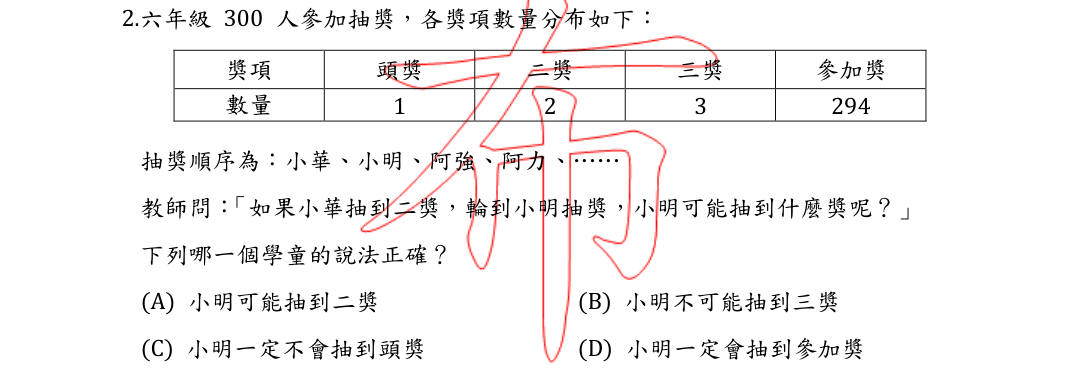 2.六年級 300 人參加抽獎，各獎項數量分布如下：
獎項 頭獎 二獎 三獎 參加獎
數量 1 2 3 294
抽獎順序為：小華、小明、阿強、阿力、……
教師問：「如果小華抽到二獎，輪到小明抽獎，小明可能抽到什麼獎呢？」
下列哪一個學童的說法正確？
(A) 小明可能抽到二獎 (B) 小明不可能抽到三獎
(C) 小明一定不會抽到頭獎 (D) 小明一定會抽到參加獎
布